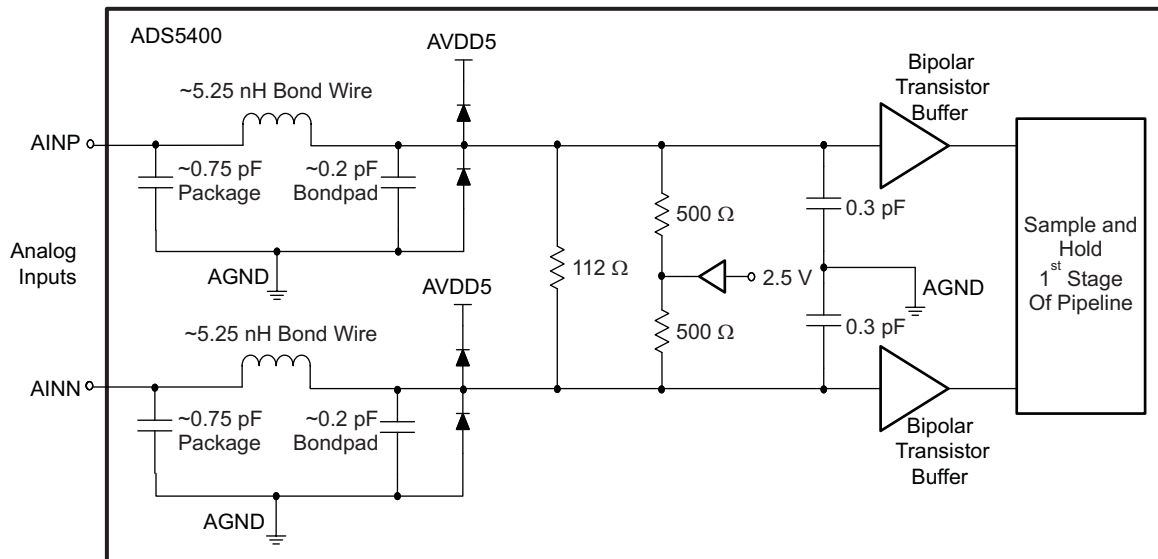 ADS5400
AVDD5
~5.25 nH Bond Wire
Bipolar
Transistor
Buffer
AINP
~0.75 pF
Package
~0.2 pF
Bondpad
500 Ω
0.3 pF
Analog
Inputs
AGND
112 Ω
2.5 V
AGND
Sample and
Hold
1st Stage
Of Pipeline
AVDD5
~5.25 nH Bond Wire
500 Ω
0.3 pF
AINN
~0.75 pF
Package
~0.2 pF
Bondpad
Bipolar
Transistor
Buffer
AGND